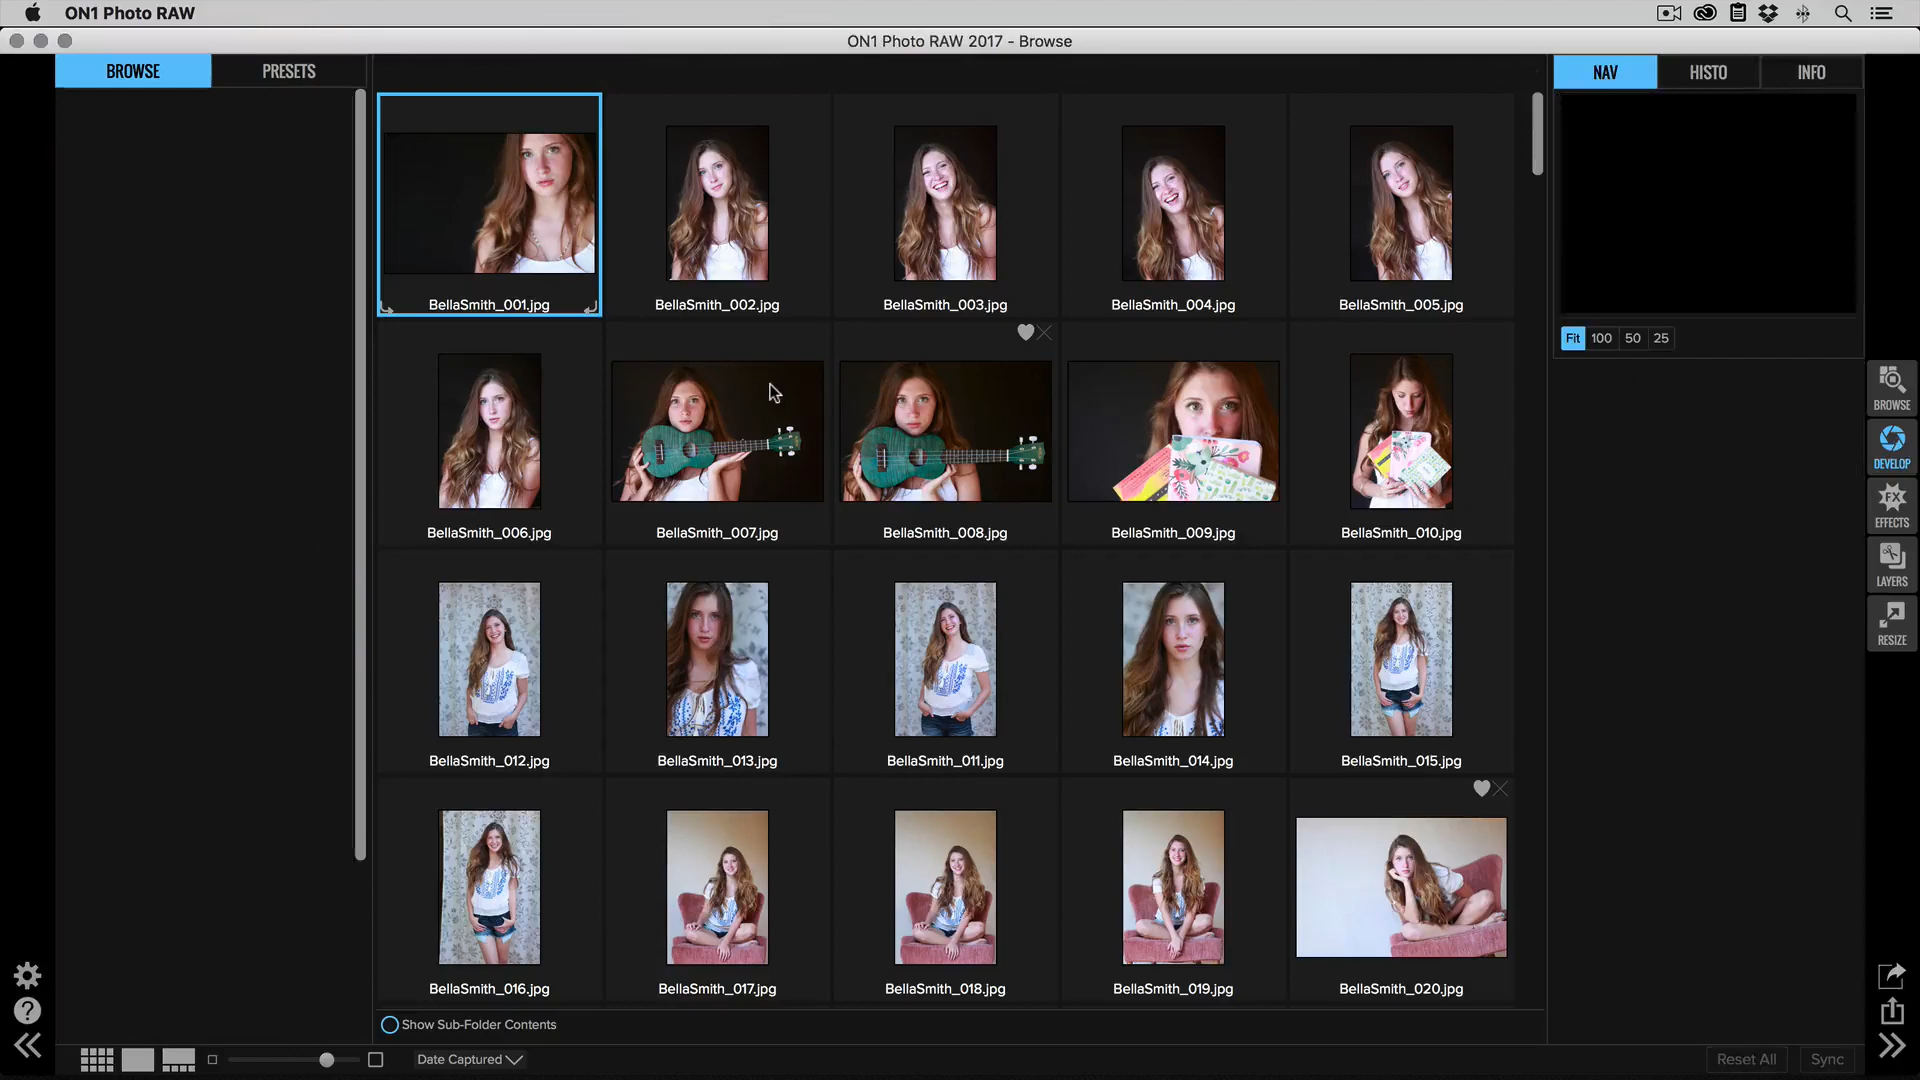 ON1 Photo RAW
ON1 Photo RAW 2017 - Browse
BROWSE
PRESETS
NAV
HISTO
INFO
BellaSmith_001.jpg
BellaSmith_002.jpg
BellaSmith_003.jpg
BellaSmith_004.jpg
BellaSmith_005.jpg
Fit
100
50
25
BellaSmith_006.jpg
BellaSmith_007.jpg
BellaSmith_008.jpg
BellaSmith_009.jpg
BellaSmith_010.jpg
BROWSE
DEVELOP
FX
EFFECTS
LAYERS
RESIZE
BellaSmith_012.jpg
BellaSmith_013.jpg
BellaSmith_011.jpg
BellaSmith_014.jpg
BellaSmith_015.jpg
BellaSmith_016.jpg
BellaSmith_017.jpg
BellaSmith_018.jpg
BellaSmith_019.jpg
BellaSmith_020.jpg
Show Sub-Folder Contents
Date Captured
Reset All
Sync